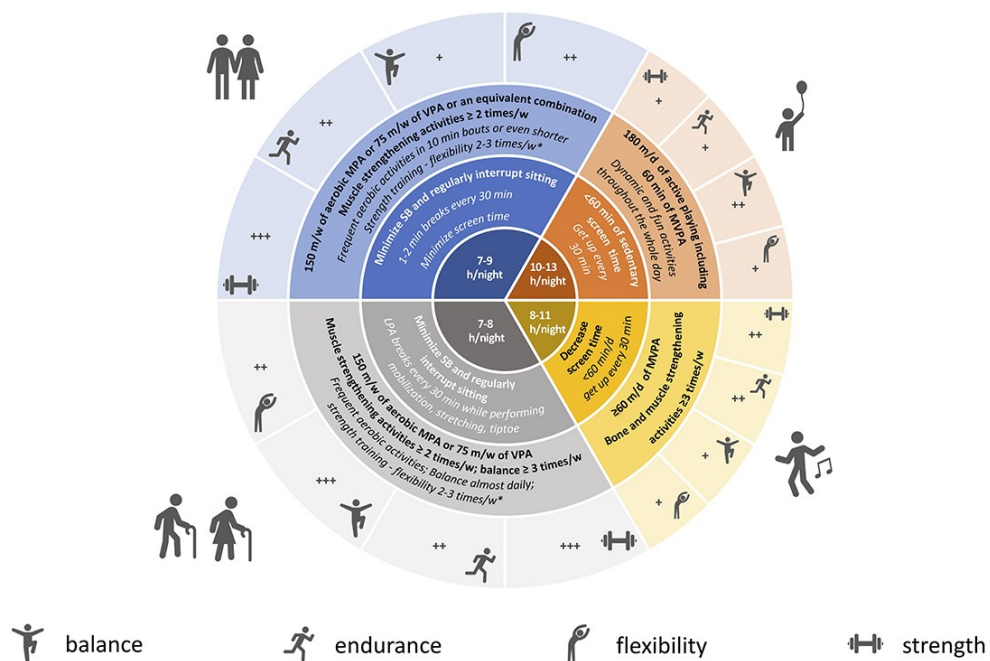 +
++
++
+++
150 m/w of aerobic MPA or 75 m/w of VPA or an equivalent combination
Muscle strengthening activities ≥ 2 times/w
Frequent aerobic activities in 10 min bouts or even shorter
Strength training - flexibility 2-3 times/w*
Minimize SB and regularly interrupt sitting
1-2 min breaks every 30 min
Minimize screen time
7-9
h/night
+
+
++
+
180 m/d of active playing including
60 min of MVPA
Dynamic and fun activities
throughout the whole day
<60 min of sedentary
screen time
Get up every
30 min
10-13
h/night
7-8
h/night
Minimize SB and regularly
interrupt sitting
LPA breaks every 30 min while performing
mobilization, stretching, tiptoe
150 m/w of aerobic MPA or 75 m/w of VPA
Muscle strengthening activities ≥ 2 times/w; balance ≥ 3 times/w
Frequent aerobic activities; Balance almost daily;
strength training - flexibility 2-3 times/w*
++
+++
++
+++
8-11
h/night
Decrease
screen time
<60 min/d
get up every 30 min
≥60 m/d of MVPA
Bone and muscle strengthening
activities ≥3 times/w
++
++
+
+
balance
endurance
flexibility
strength